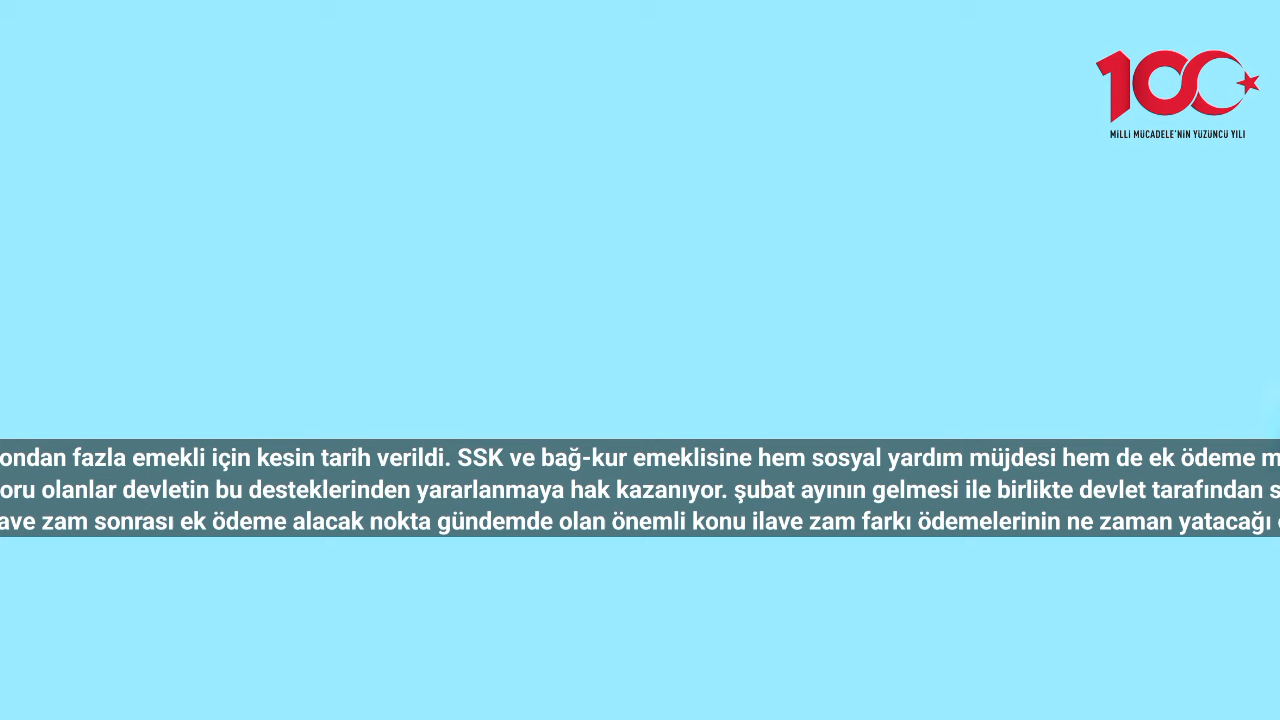 100
MİLLİ MÜCADELE'NİN YÜZÜNCÜ YILI
ondan fazla emekli için kesin tarih verildi. SSK ve bağ-kur emeklisine hem sosyal yardım müjdesi hem de ek ödeme m
oru olanlar devletin bu desteklerinden yararlanmaya hak kazanıyor. şubat ayının gelmesi ile birlikte devlet tarafından s
ave zam sonrası ek ödeme alacak nokta gündemde olan önemli konu ilave zam farkı ödemelerinin ne zaman yatacağı